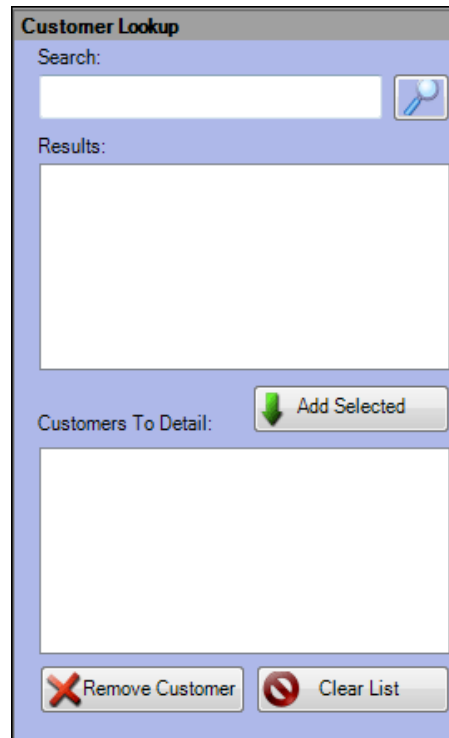 Customer Lookup
Search:
Results:
Add Selected
Customers To Detail:
Remove Customer
Clear List